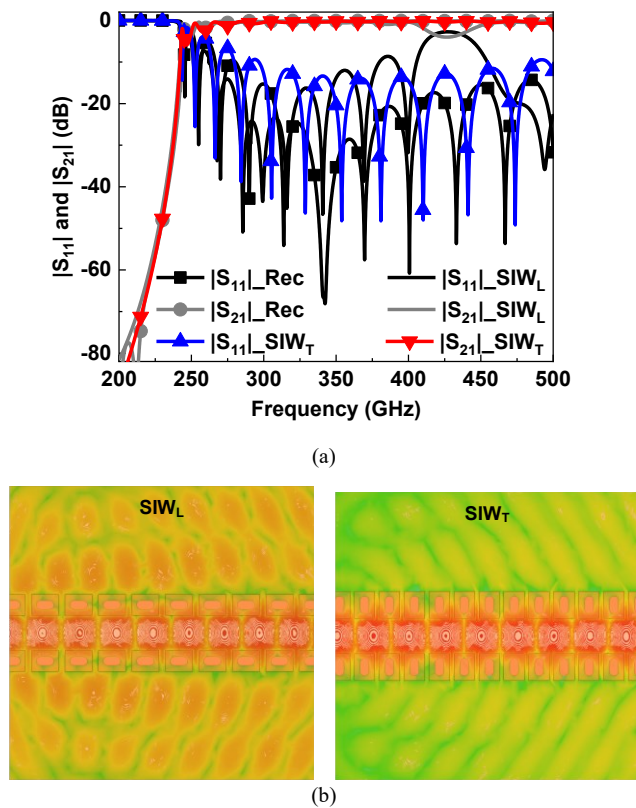 0
-20
-40
-60
-80
|S11| and |S21| (dB)
|S11|_Rec
|S11|_SIWL
|S21|_Rec
|S21|_SIWL
|S11|_SIWT
|S21|_SIWT
200 250 300 350 400 450 500
Frequency (GHz)
(a)
SIWL
SIWT
(b)